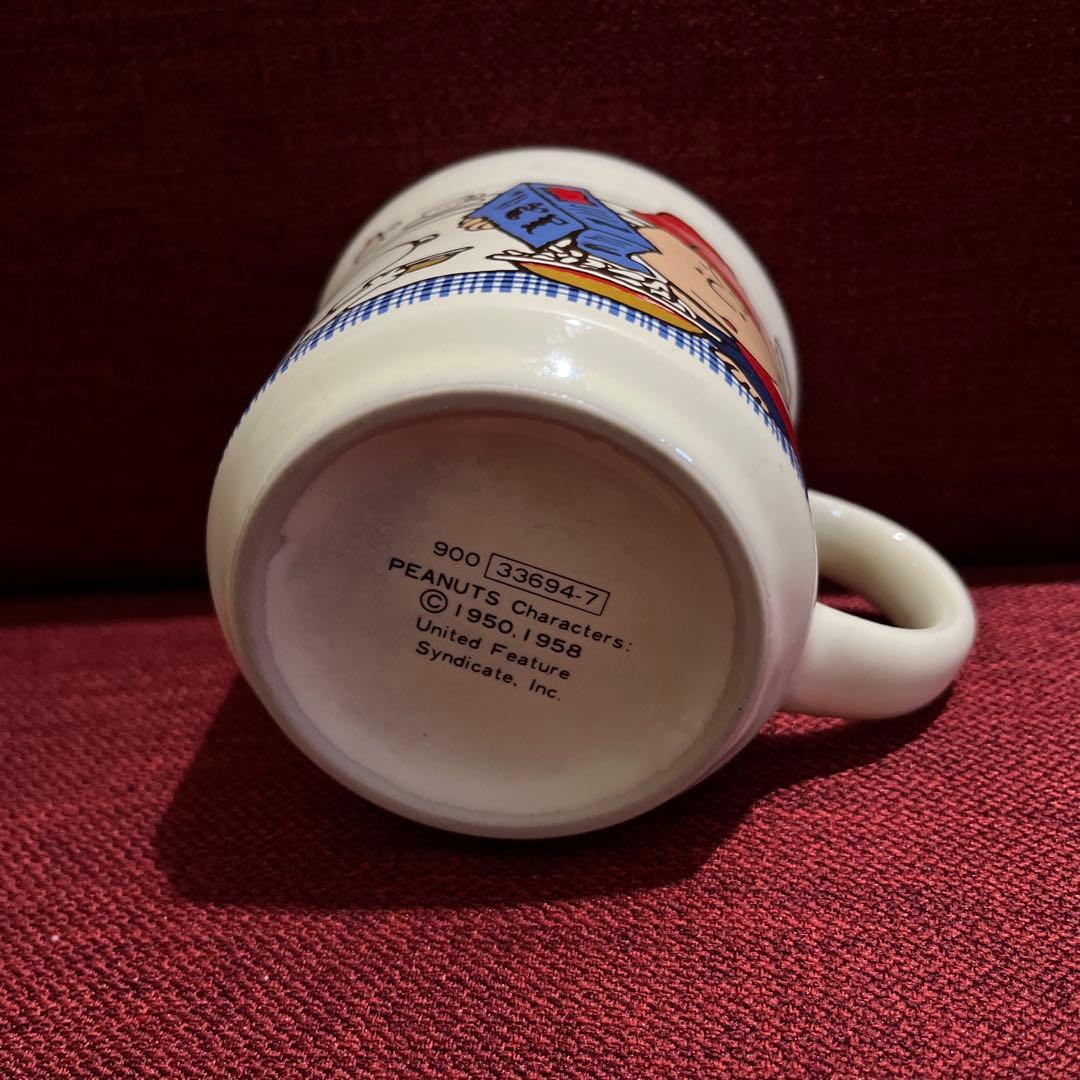 900 33694-7
PEANUTS Characters:
© 1950, 1958
United Feature
Syndicate, Inc.